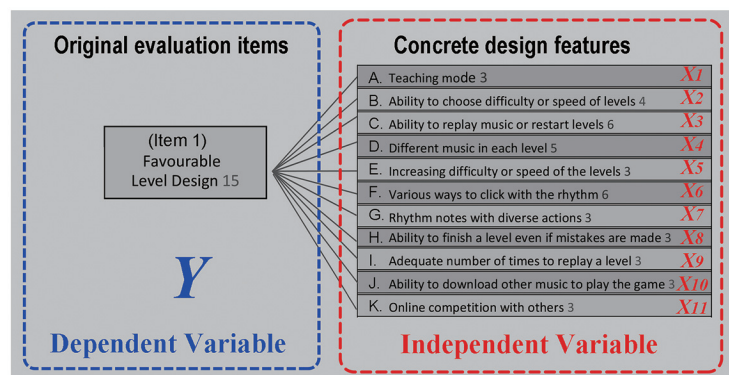 Original evaluation items
(Item 1)
Favourable
Level Design 15
Y
Dependent Variable
Concrete design features
A. Teaching mode 3 X1
B. Ability to choose difficulty or speed of levels 4 X2
C. Ability to replay music or restart levels 6 X3
D. Different music in each level 5 X4
E. Increasing difficulty or speed of the levels 3 X5
F. Various ways to click with the rhythm 6 X6
G. Rhythm notes with diverse actions 3 X7
H. Ability to finish a level even if mistakes are made 3 X8
I. Adequate number of times to replay a level 3 X9
J. Ability to download other music to play the game 3 X10
K. Online competition with others 3 X11
Independent Variable